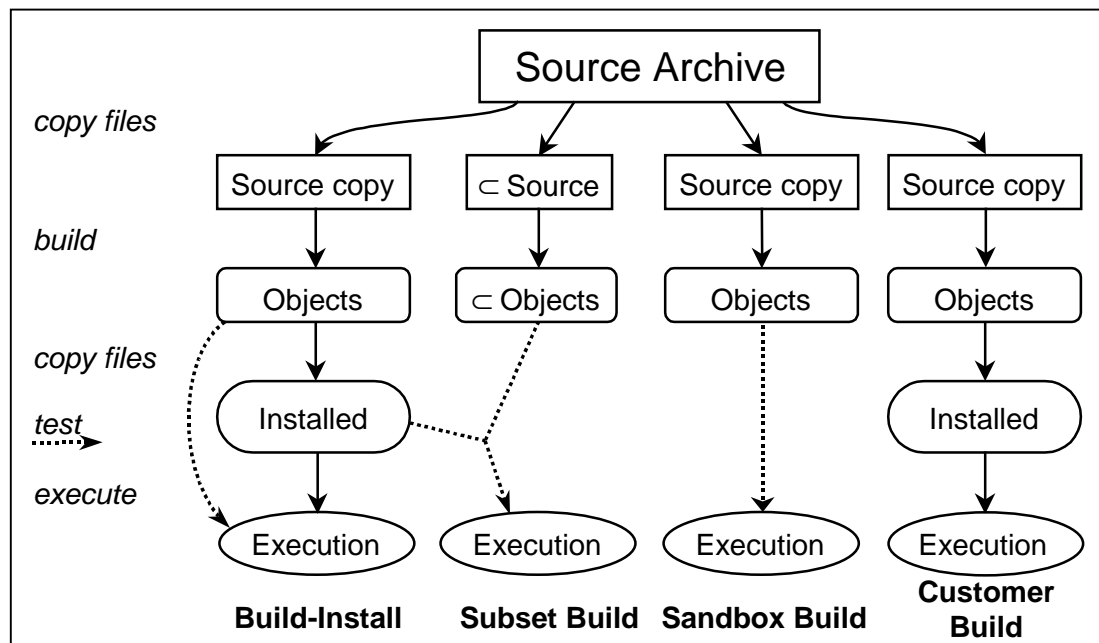 Source Archive
copy files
Source copy
⊂ Source
Source copy
Source copy
build
Objects
⊂ Objects
Objects
Objects
copy files
Installed
Installed
test
execute
Execution
Execution
Execution
Execution
Build-Install
Subset Build
Sandbox Build
Customer
Build